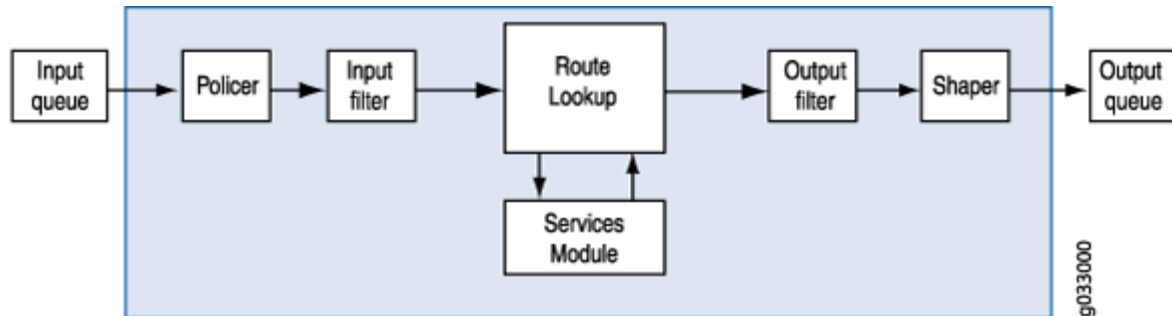 Input
queue
Policer
Input
filter
Route
Lookup
Services
Module
Output
filter
Shaper
Output
queue
g033000